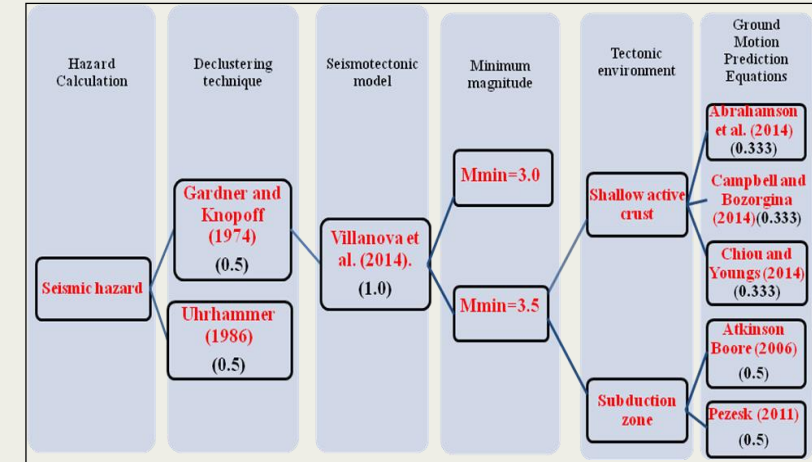 Hazard
Calculation
Declustering
technique
Seismotectonic
model
Minimum
magnitude
Tectonic
environment
Ground
Motion
Prediction
Equations
Seismic hazard
Gardner and
Knopoff
(1974)
(0.5)
Uhrhammer
(1986)
(0.5)
Villanova et
al. (2014).
(1.0)
Mmin=3.0
Mmin=3.5
Shallow active
crust
Subduction
zone
Abrahamson
et al. (2014)
(0.333)
Campbell and
Bozorgina
(2014)(0.333)
Chiou and
Youngs (2014)
(0.333)
Atkinson
Boore (2006)
(0.5)
Pezesk (2011)
(0.5)